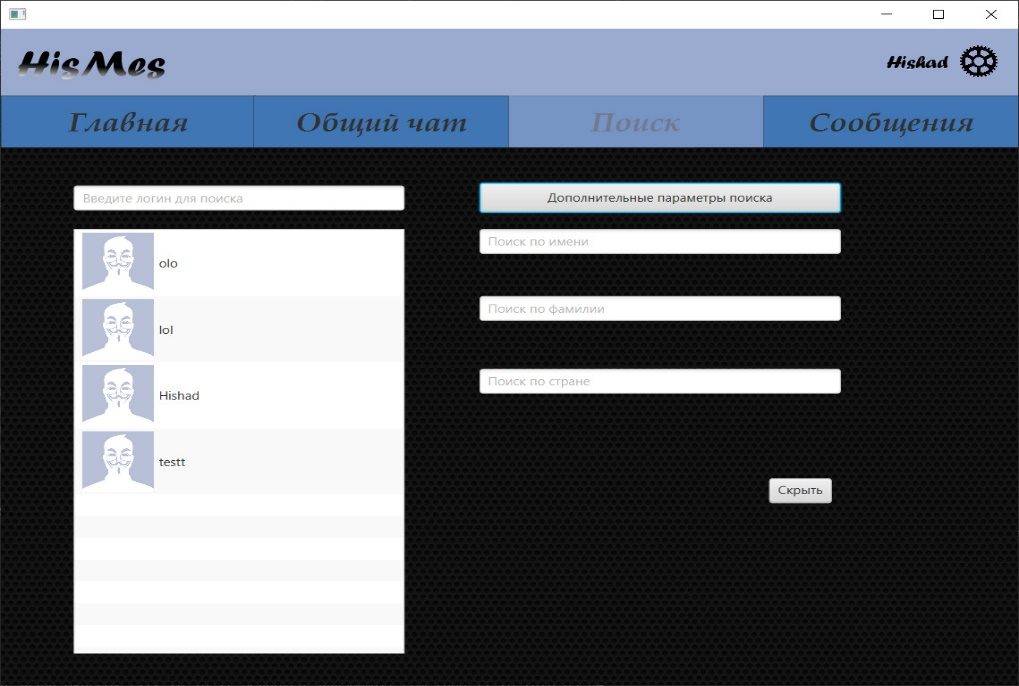 HisMes
Hishad
Главная
Общий чат
Поиск
Сообщения
Введите логин для поиска
Дополнительные параметры поиска
olo
Поиск по имени
lol
Поиск по фамилии
Hishad
Поиск по стране
testt
Скрыть